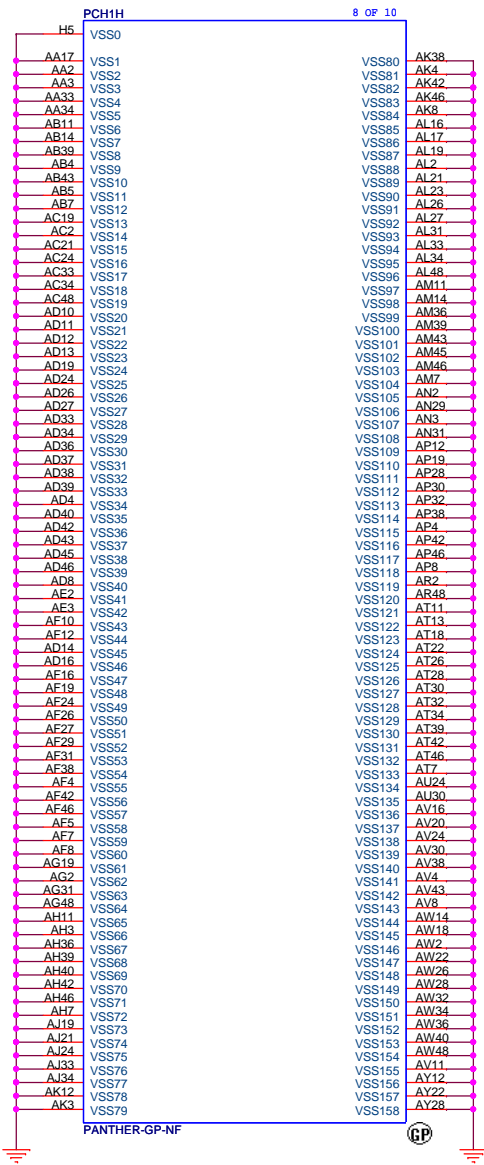 PCH1H 8 OF 10
H5 VSS0
AA17 VSS1 VSS80 AK38
AA2 VSS2 VSS81 AK4
AA3 VSS3 VSS82 AK42
AA33 VSS4 VSS83 AK46
AA34 VSS5 VSS84 AK8
AB11 VSS6 VSS85 AL16
AB14 VSS7 VSS86 AL17
AB39 VSS8 VSS87 AL19
AB4 VSS9 VSS88 AL2
AB43 VSS10 VSS89 AL21
AB5 VSS11 VSS90 AL23
AB7 VSS12 VSS91 AL26
AC19 VSS13 VSS92 AL27
AC2 VSS14 VSS93 AL31
AC21 VSS15 VSS94 AL33
AC24 VSS16 VSS95 AL34
AC33 VSS17 VSS96 AL48
AC34 VSS18 VSS97 AM11
AC48 VSS19 VSS98 AM14
AD10 VSS20 VSS99 AM36
AD11 VSS21 VSS100 AM39
AD12 VSS22 VSS101 AM43
AD13 VSS23 VSS102 AM45
AD19 VSS24 VSS103 AM46
AD24 VSS25 VSS104 AM7
AD26 VSS26 VSS105 AN2
AD27 VSS27 VSS106 AN29
AD33 VSS28 VSS107 AN3
AD34 VSS29 VSS108 AN31
AD36 VSS30 VSS109 AP12
AD37 VSS31 VSS110 AP19
AD38 VSS32 VSS111 AP28
AD39 VSS33 VSS112 AP30
AD4 VSS34 VSS113 AP32
AD40 VSS35 VSS114 AP38
AD42 VSS36 VSS115 AP4
AD43 VSS37 VSS116 AP42
AD45 VSS38 VSS117 AP46
AD46 VSS39 VSS118 AP8
AD8 VSS40 VSS119 AR2
AE2 VSS41 VSS120 AR48
AE3 VSS42 VSS121 AT11
AF10 VSS43 VSS122 AT13
AF12 VSS44 VSS123 AT18
AD14 VSS45 VSS124 AT22
AD16 VSS46 VSS125 AT26
AF16 VSS47 VSS126 AT28
AF19 VSS48 VSS127 AT30
AF24 VSS49 VSS128 AT32
AF26 VSS50 VSS129 AT34
AF27 VSS51 VSS130 AT39
AF29 VSS52 VSS131 AT42
AF31 VSS53 VSS132 AT46
AF38 VSS54 VSS133 AT7
AF4 VSS55 VSS134 AU24
AF42 VSS56 VSS135 AU30
AF46 VSS57 VSS136 AV16
AF5 VSS58 VSS137 AV20
AF7 VSS59 VSS138 AV24
AF8 VSS60 VSS139 AV30
AG19 VSS61 VSS140 AV38
AG2 VSS62 VSS141 AV4
AG31 VSS63 VSS142 AV43
AG48 VSS64 VSS143 AV8
AH11 VSS65 VSS144 AW14
AH3 VSS66 VSS145 AW18
AH36 VSS67 VSS146 AW2
AH39 VSS68 VSS147 AW22
AH40 VSS69 VSS148 AW26
AH42 VSS70 VSS149 AW28
AH46 VSS71 VSS150 AW32
AH7 VSS72 VSS151 AW34
AJ19 VSS73 VSS152 AW36
AJ21 VSS74 VSS153 AW40
AJ24 VSS75 VSS154 AW48
AJ33 VSS76 VSS155 AV11
AJ34 VSS77 VSS156 AY12
AK12 VSS78 VSS157 AY22
AK3 VSS79 VSS158 AY28
PANTHER-GP-NF GP